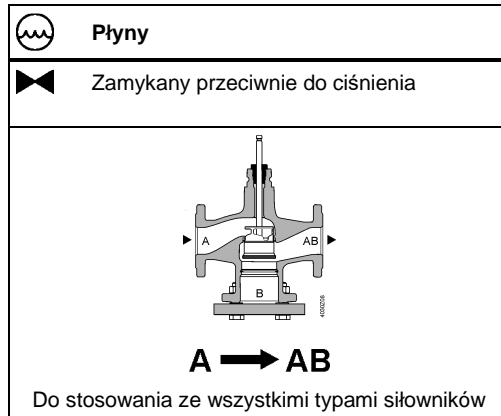 Płyny
Zamykany przeciwnie do ciśnienia
A
AB
B
A AB
Do stosowania ze wszystkimi typami siłowników